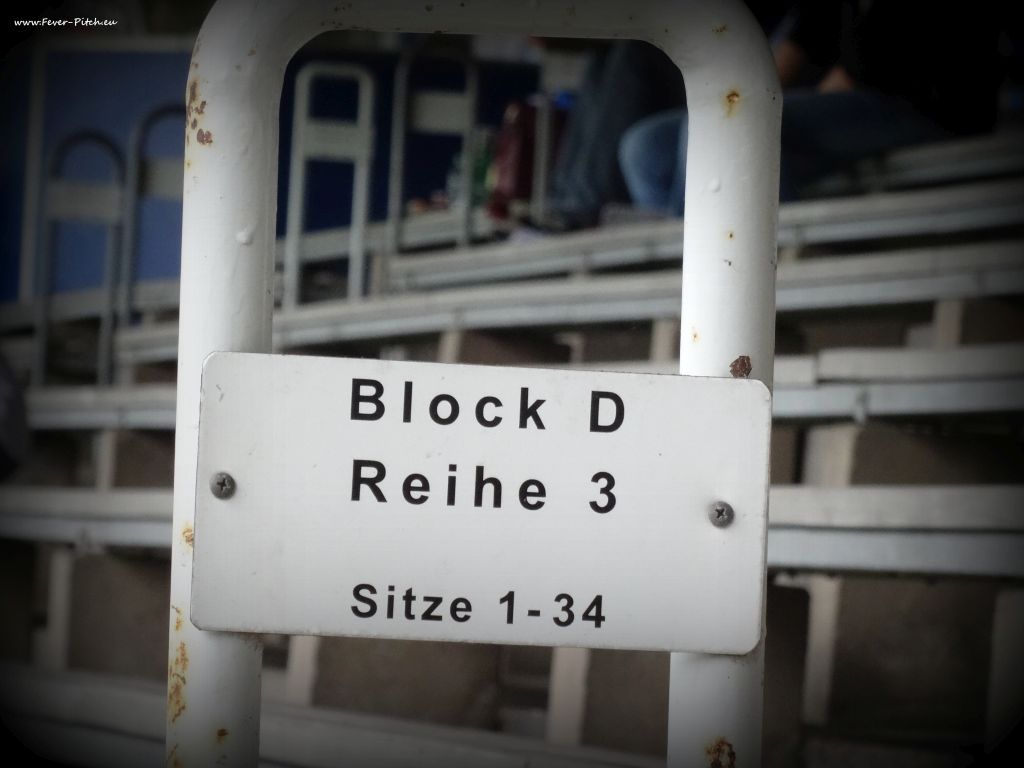 www.Fever-Pitch.eu
Block D
Reihe 3
Sitze 1-34